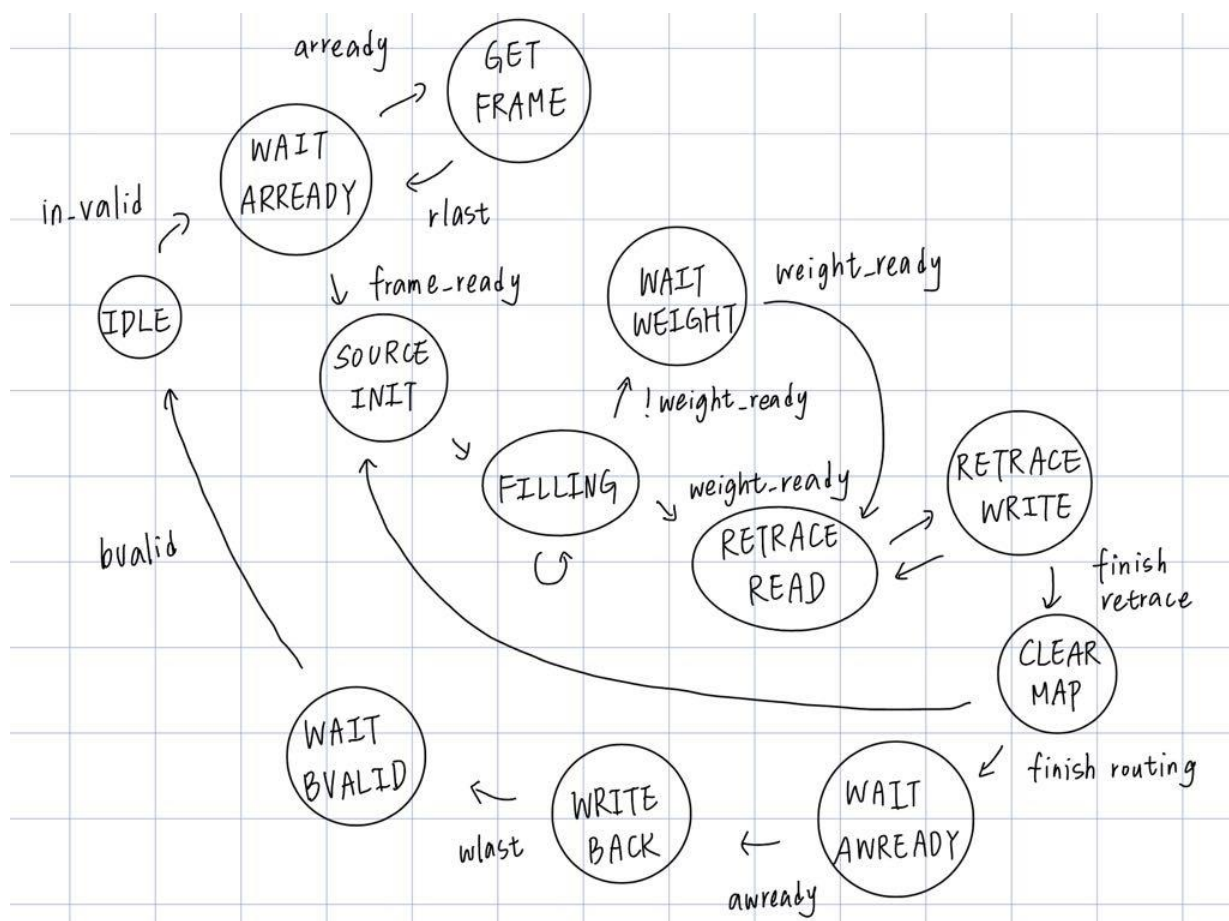 arready
GET
FRAME
WAIT
ARREADY
in_valid
rlast
frame_ready
IDLE
SOURCE
INIT
WAIT
WEIGHT
weight_ready
!weight_ready
FILLING
weight_ready
RETRACE
READ
RETRACE
WRITE
finish
retrace
CLEAR
MAP
bvalid
finish routing
WAIT
AWREADY
awready
WRITE
BACK
wlast
WAIT
BVALID